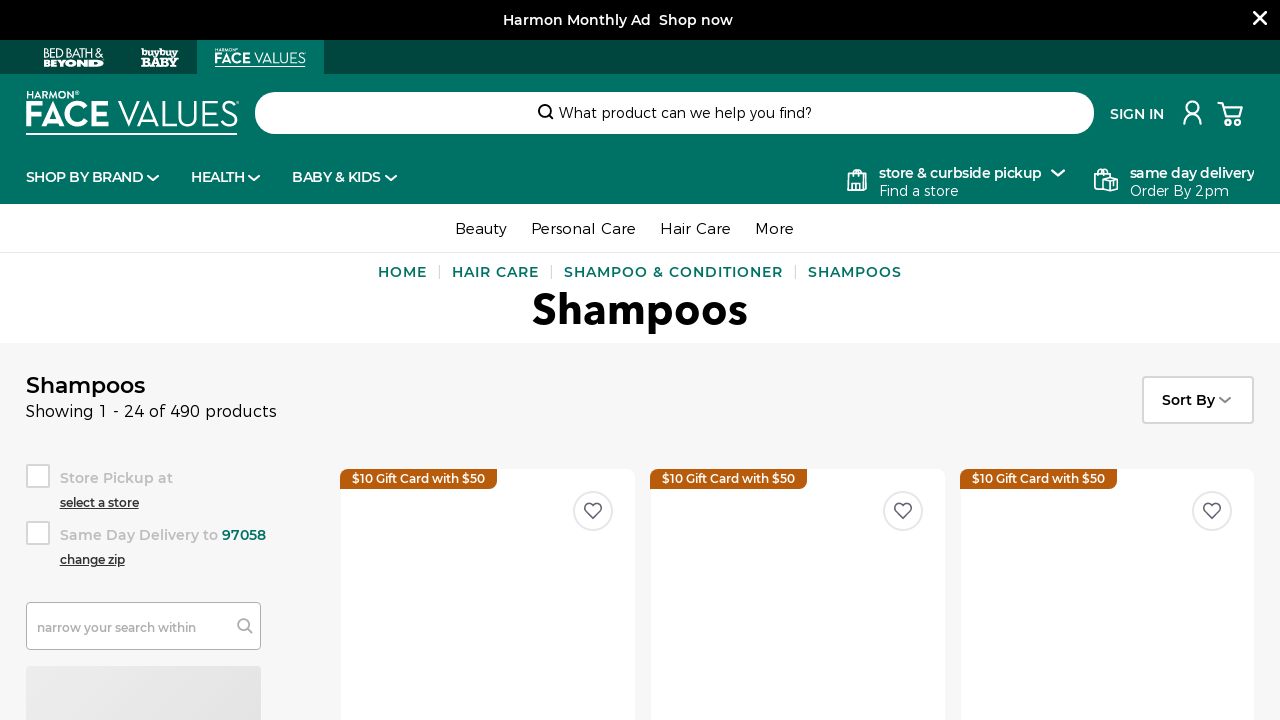 Harmon Monthly Ad  Shop now
BED BATH &
BEYOND
buybuy
BABY
HARMON®
FACE VALUES
HARMON®
FACE VALUES®
What product can we help you find?
SIGN IN
SHOP BY BRAND
HEALTH
BABY & KIDS
store & curbside pickup
Find a store
same day delivery
Order By 2pm
Beauty
Personal Care
Hair Care
More
HOME | HAIR CARE | SHAMPOO & CONDITIONER | SHAMPOOS
Shampoos
Shampoos
Showing 1 - 24 of 490 products
Sort By
Store Pickup at
select a store
Same Day Delivery to 97058
change zip
narrow your search within
$10 Gift Card with $50
$10 Gift Card with $50
$10 Gift Card with $50